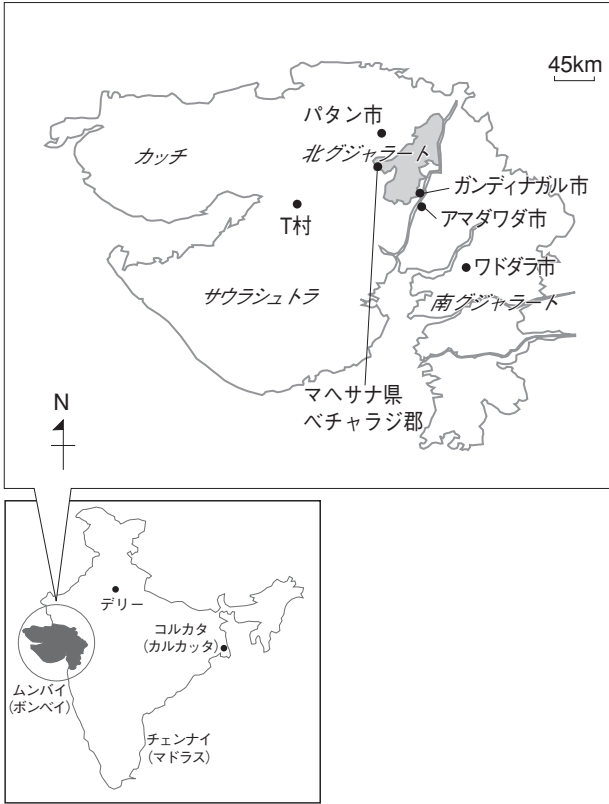 45km
パタン市
北グジャラート
カッチ
ガンディナガル市
T村
アマダワダ市
ワドダラ市
サウラシュトラ
南グジャラート
マヘサナ県
ベチャラジ郡
N
デリー
コルカタ
(カルカッタ)
ムンバイ
(ボンベイ)
チェンナイ
(マドラス)